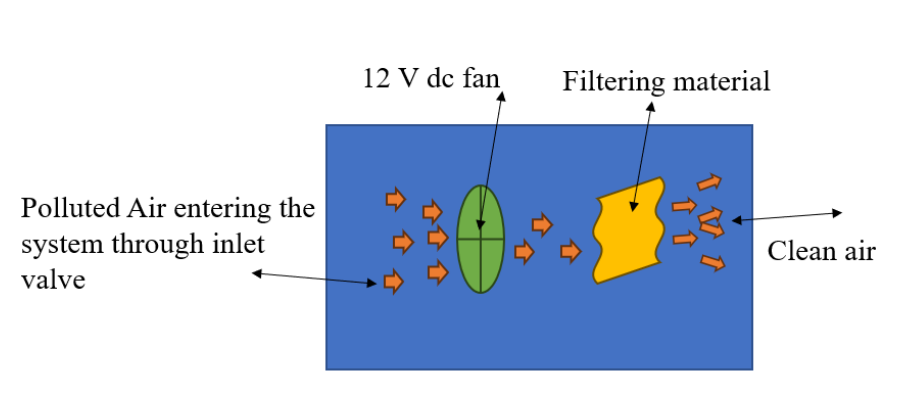 12 V dc fan
Filtering material
Polluted Air entering the
system through inlet
valve
Clean air